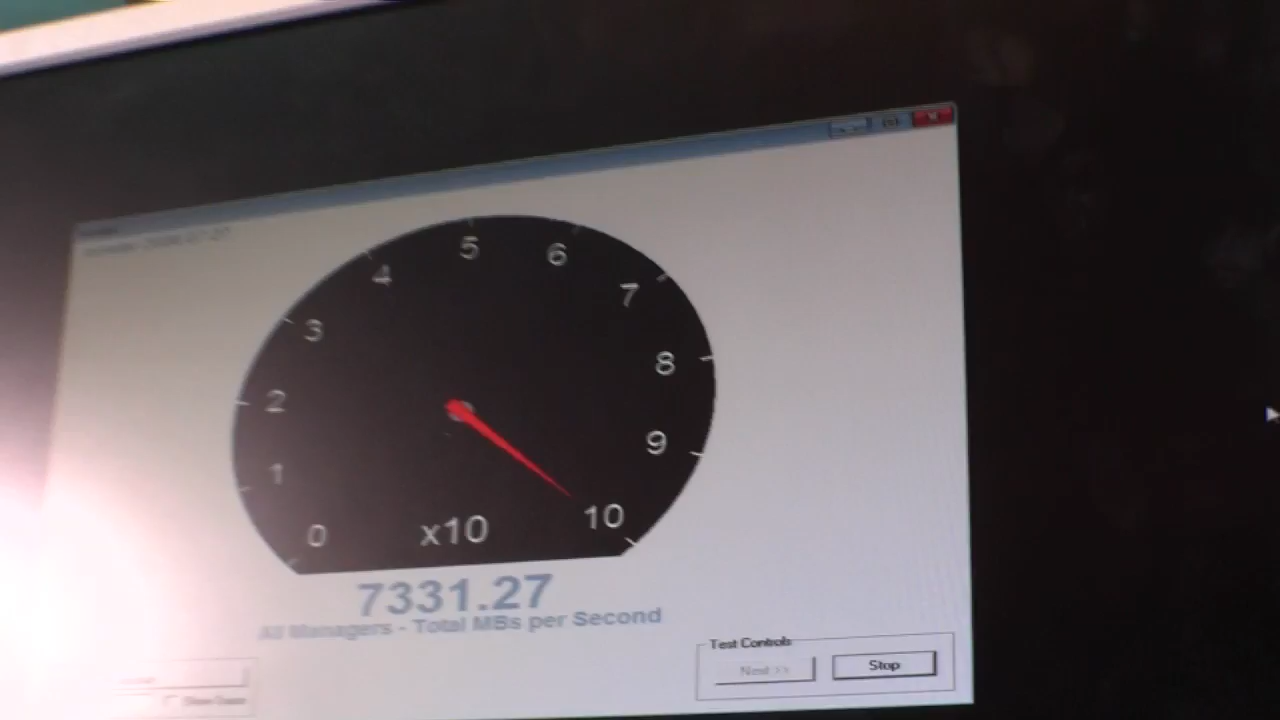 5
6
4
7
3
8
2
9
1
10
0
x10
7331.27
All Managers - Total MBs per Second
Test Controls
Next >>
Stop